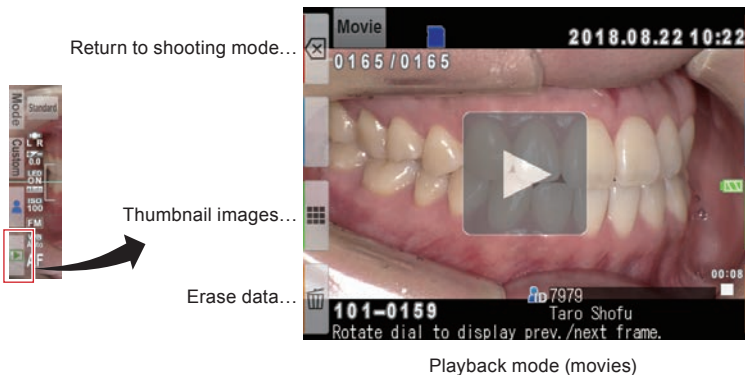 Movie
2018.08.22 10:22
Return to shooting mode…
0165/0165
Mode
Standard
Custom
L R
0.0
LED
ON
ISO
100
Thumbnail images…
FM
Auto
AF
00:08
Erase data…
ID 7979
101-0159
Taro Shofu
Rotate dial to display prev./next frame.
Playback mode (movies)